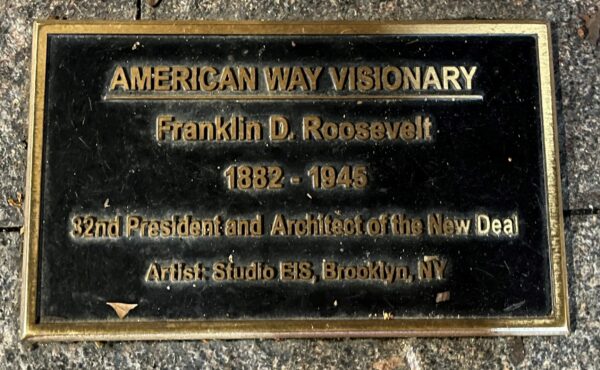 AMERICAN WAY VISIONARY
Franklin D. Roosevelt
1882 - 1945
32nd President and Architect of the New Deal
Artist: Studio EIS, Brooklyn, NY